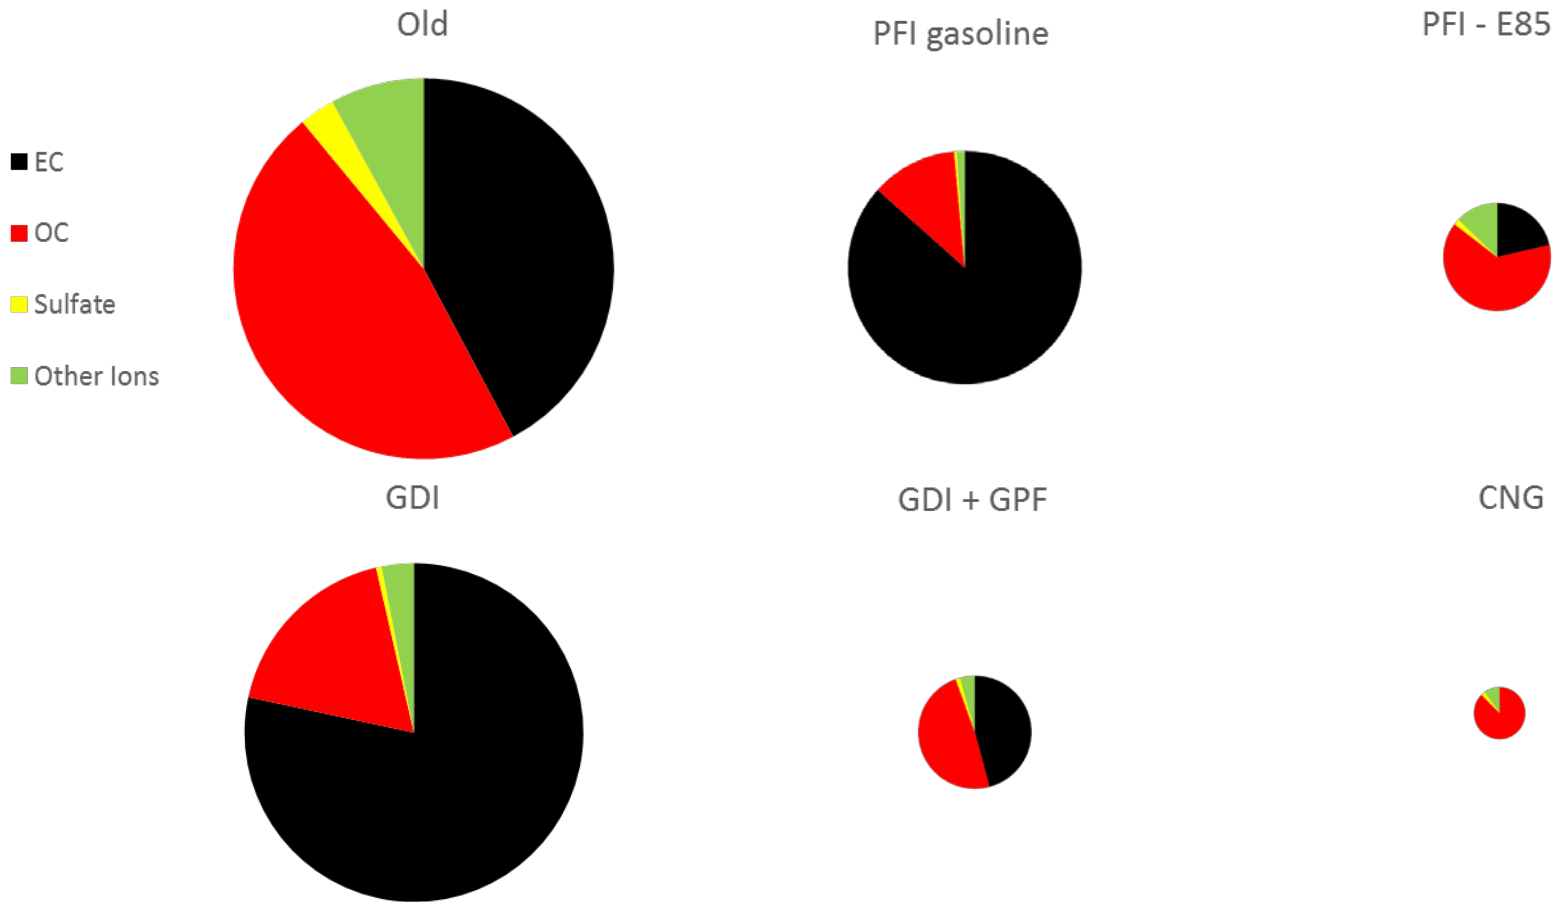 Old
PFI gasoline
PFI - E85
EC
OC
Sulfate
Other Ions
GDI
GDI + GPF
CNG